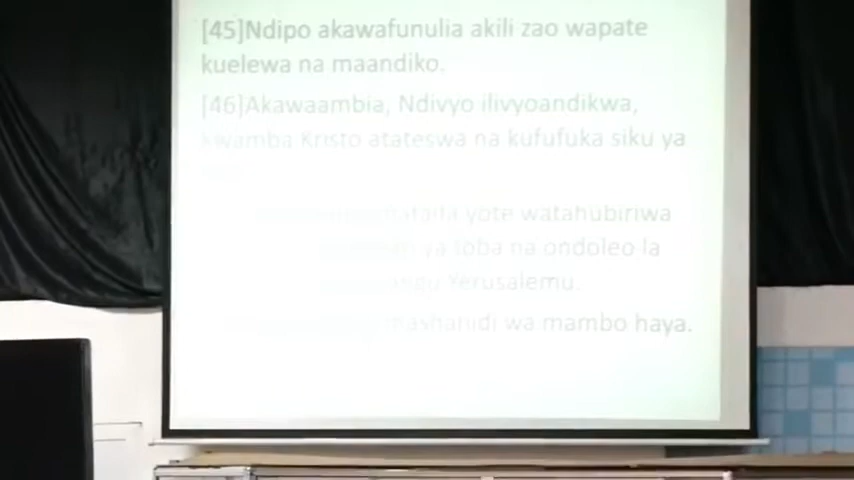 [45]Ndipo akawafunulia akili zao wapate
kuelewa na maandiko.
[46]Akawaambia, Ndivyo ilivyoandikwa,
kwamba Kristo atateswa na kufufuka siku ya
yote watahubiriwa
ya toba na ondoleo la
Yerusalemu.
mashahidi wa mambo haya.